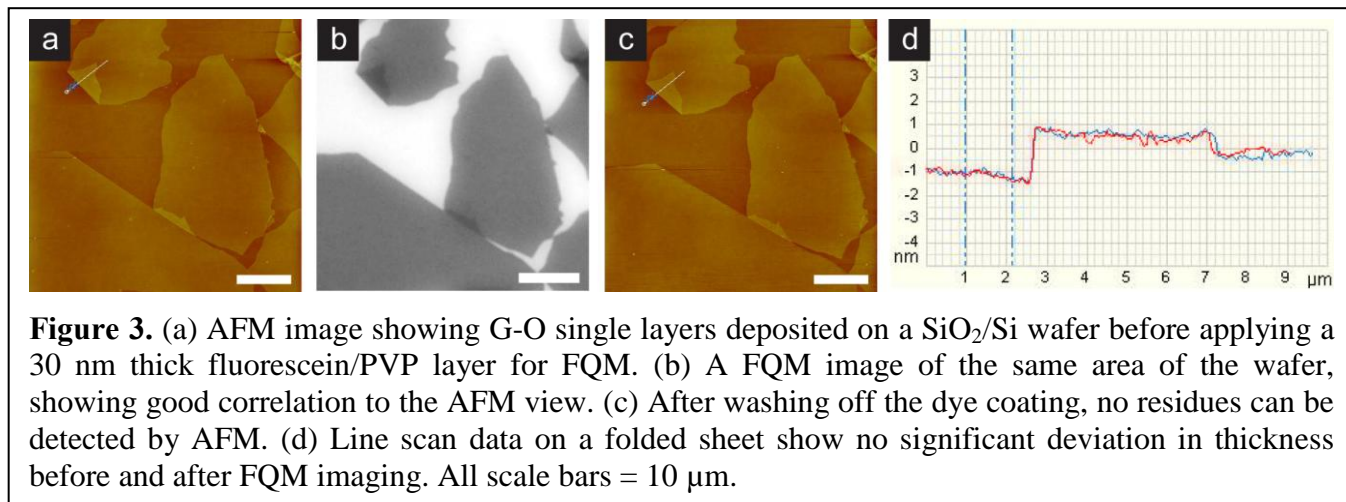 a b c d
3
2
1
0
-1
-2
-3
-4
nm
1 2 3 4 5 6 7 8 9 µm
Figure 3. (a) AFM image showing G-O single layers deposited on a SiO₂/Si wafer before applying a
30 nm thick fluorescein/PVP layer for FQM. (b) A FQM image of the same area of the wafer,
showing good correlation to the AFM view. (c) After washing off the dye coating, no residues can be
detected by AFM. (d) Line scan data on a folded sheet show no significant deviation in thickness
before and after FQM imaging. All scale bars = 10 µm.